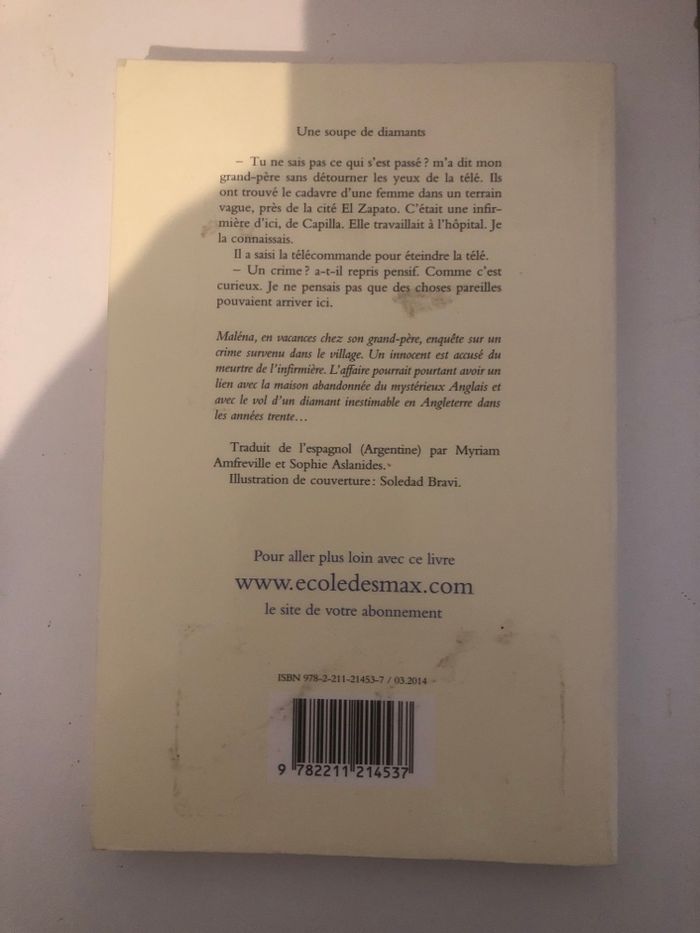 Une soupe de diamants
– Tu ne sais pas ce qui s'est passé ? m'a dit mon
grand-père sans détourner les yeux de la télé. Ils
ont trouvé le cadavre d'une femme dans un terrain
vague, près de la cité El Zapato. C'était une infir-
mière d'ici, de Capilla. Elle travaillait à l'hôpital. Je
la connaissais.
Il a saisi la télécommande pour éteindre la télé.
– Un crime ? a-t-il repris pensif. Comme c'est
curieux. Je ne pensais pas que des choses pareilles
pouvaient arriver ici.
Maléna, en vacances chez son grand-père, enquête sur un
crime survenu dans le village. Un innocent est accusé du
meurtre de l'infirmière. L'affaire pourrait pourtant avoir un
lien avec la maison abandonnée du mystérieux Anglais et
avec le vol d'un diamant inestimable en Angleterre dans
les années trente…
Traduit de l'espagnol (Argentine) par Myriam
Amfreville et Sophie Aslanides.
Illustration de couverture : Soledad Bravi.
Pour aller plus loin avec ce livre
www.ecoledesmax.com
le site de votre abonnement
ISBN 978-2-211-21453-7 / 03.2014
9 782211 214537